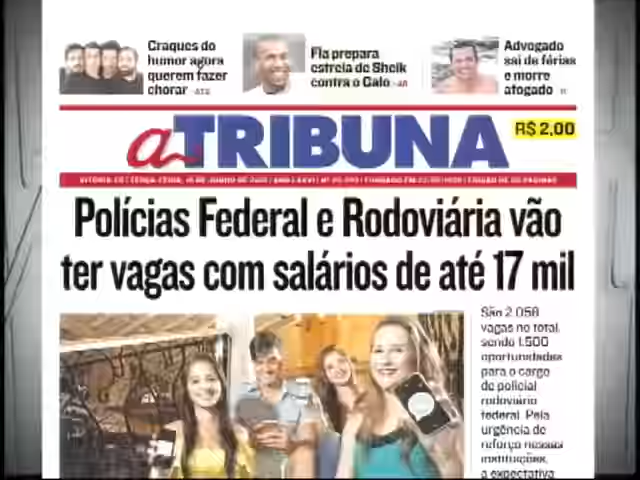 Craques do
humor agora
querem fazer
chorar
Fla prepara
estreia de Sheik
contra o Galo
Advogado
sai de férias
e morre
afogado
a TRIBUNA
R$ 2,00
Polícias Federal e Rodoviária vão
ter vagas com salários de até 17 mil
São 2.058
vagas no total,
sendo 1.500
oportunidades
para o cargo
de policial
rodoviário
federal. Pela
urgência de
reforço nessas
instituições,
a expectativa